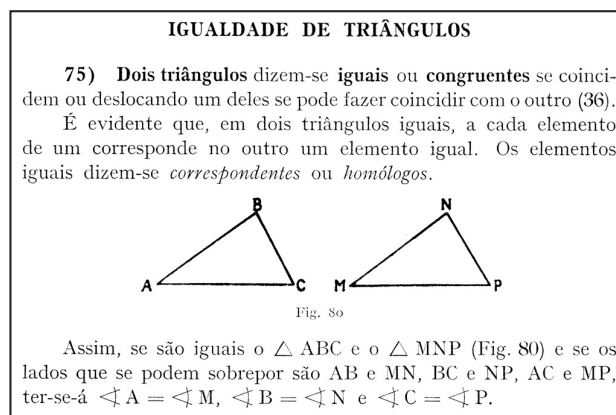 IGUALDADE DE TRIÂNGULOS
75) Dois triângulos dizem-se iguais ou congruentes se coinci-
dem ou deslocando um deles se pode fazer coincidir com o outro (36).
É evidente que, em dois triângulos iguais, a cada elemento
de um corresponde no outro um elemento igual. Os elementos
iguais dizem-se correspondentes ou homólogos.
B N
A C M P
Fig. 80
Assim, se são iguais o △ ABC e o △ MNP (Fig. 80) e se os
lados que se podem sobrepor são AB e MN, BC e NP, AC e MP,
ter-se-á ∢ A = ∢ M, ∢ B = ∢ N e ∢ C = ∢ P.